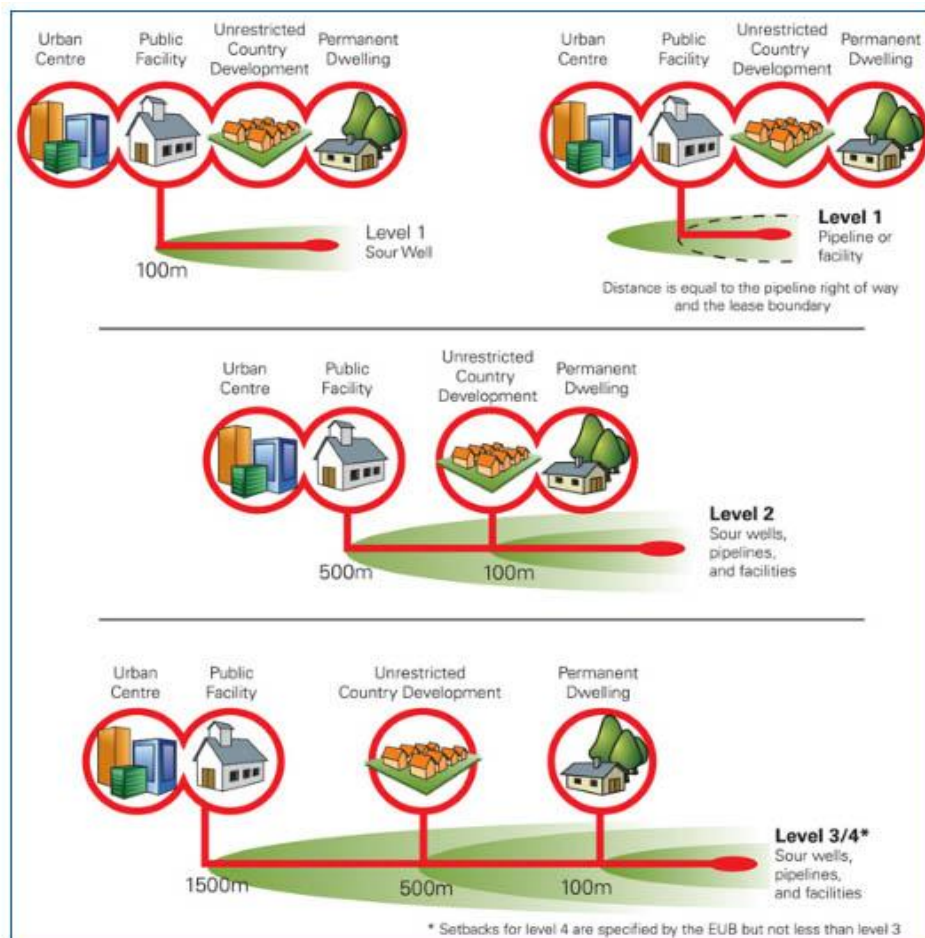 Urban
Centre
Public
Facility
Unrestricted
Country
Development
Permanent
Dwelling
Level 1
Sour Well
100m
Urban
Centre
Public
Facility
Unrestricted
Country
Development
Permanent
Dwelling
Level 1
Pipeline or
facility
Distance is equal to the pipeline right of way
and the lease boundary
Urban
Centre
Public
Facility
Unrestricted
Country
Development
Permanent
Dwelling
Level 2
Sour wells,
pipelines,
and facilities
500m
100m
Urban
Centre
Public
Facility
Unrestricted
Country Development
Permanent
Dwelling
Level 3/4*
Sour wells,
pipelines,
and facilities
1500m
500m
100m
* Setbacks for level 4 are specified by the EUB but not less than level 3